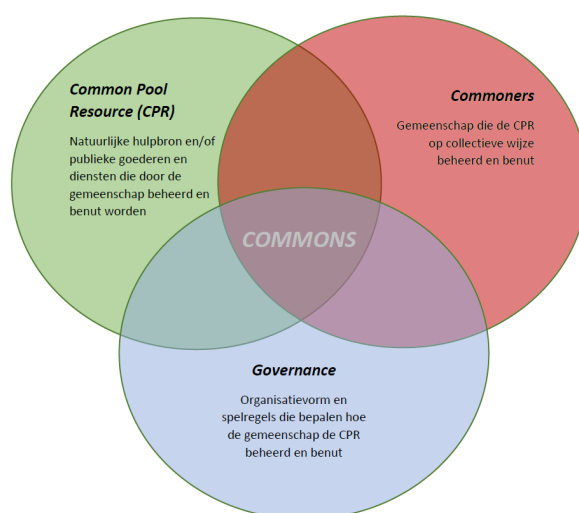 Common Pool
Resource (CPR)
Natuurlijke hulpbron en/of
publieke goederen en
diensten die door de
gemeenschap beheerd en
benut worden
Commoners
Gemeenschap die de CPR
op collectieve wijze
beheerd en benut
COMMONS
Governance
Organisatievorm en
spelregels die bepalen hoe
de gemeenschap de CPR
beheerd en benut